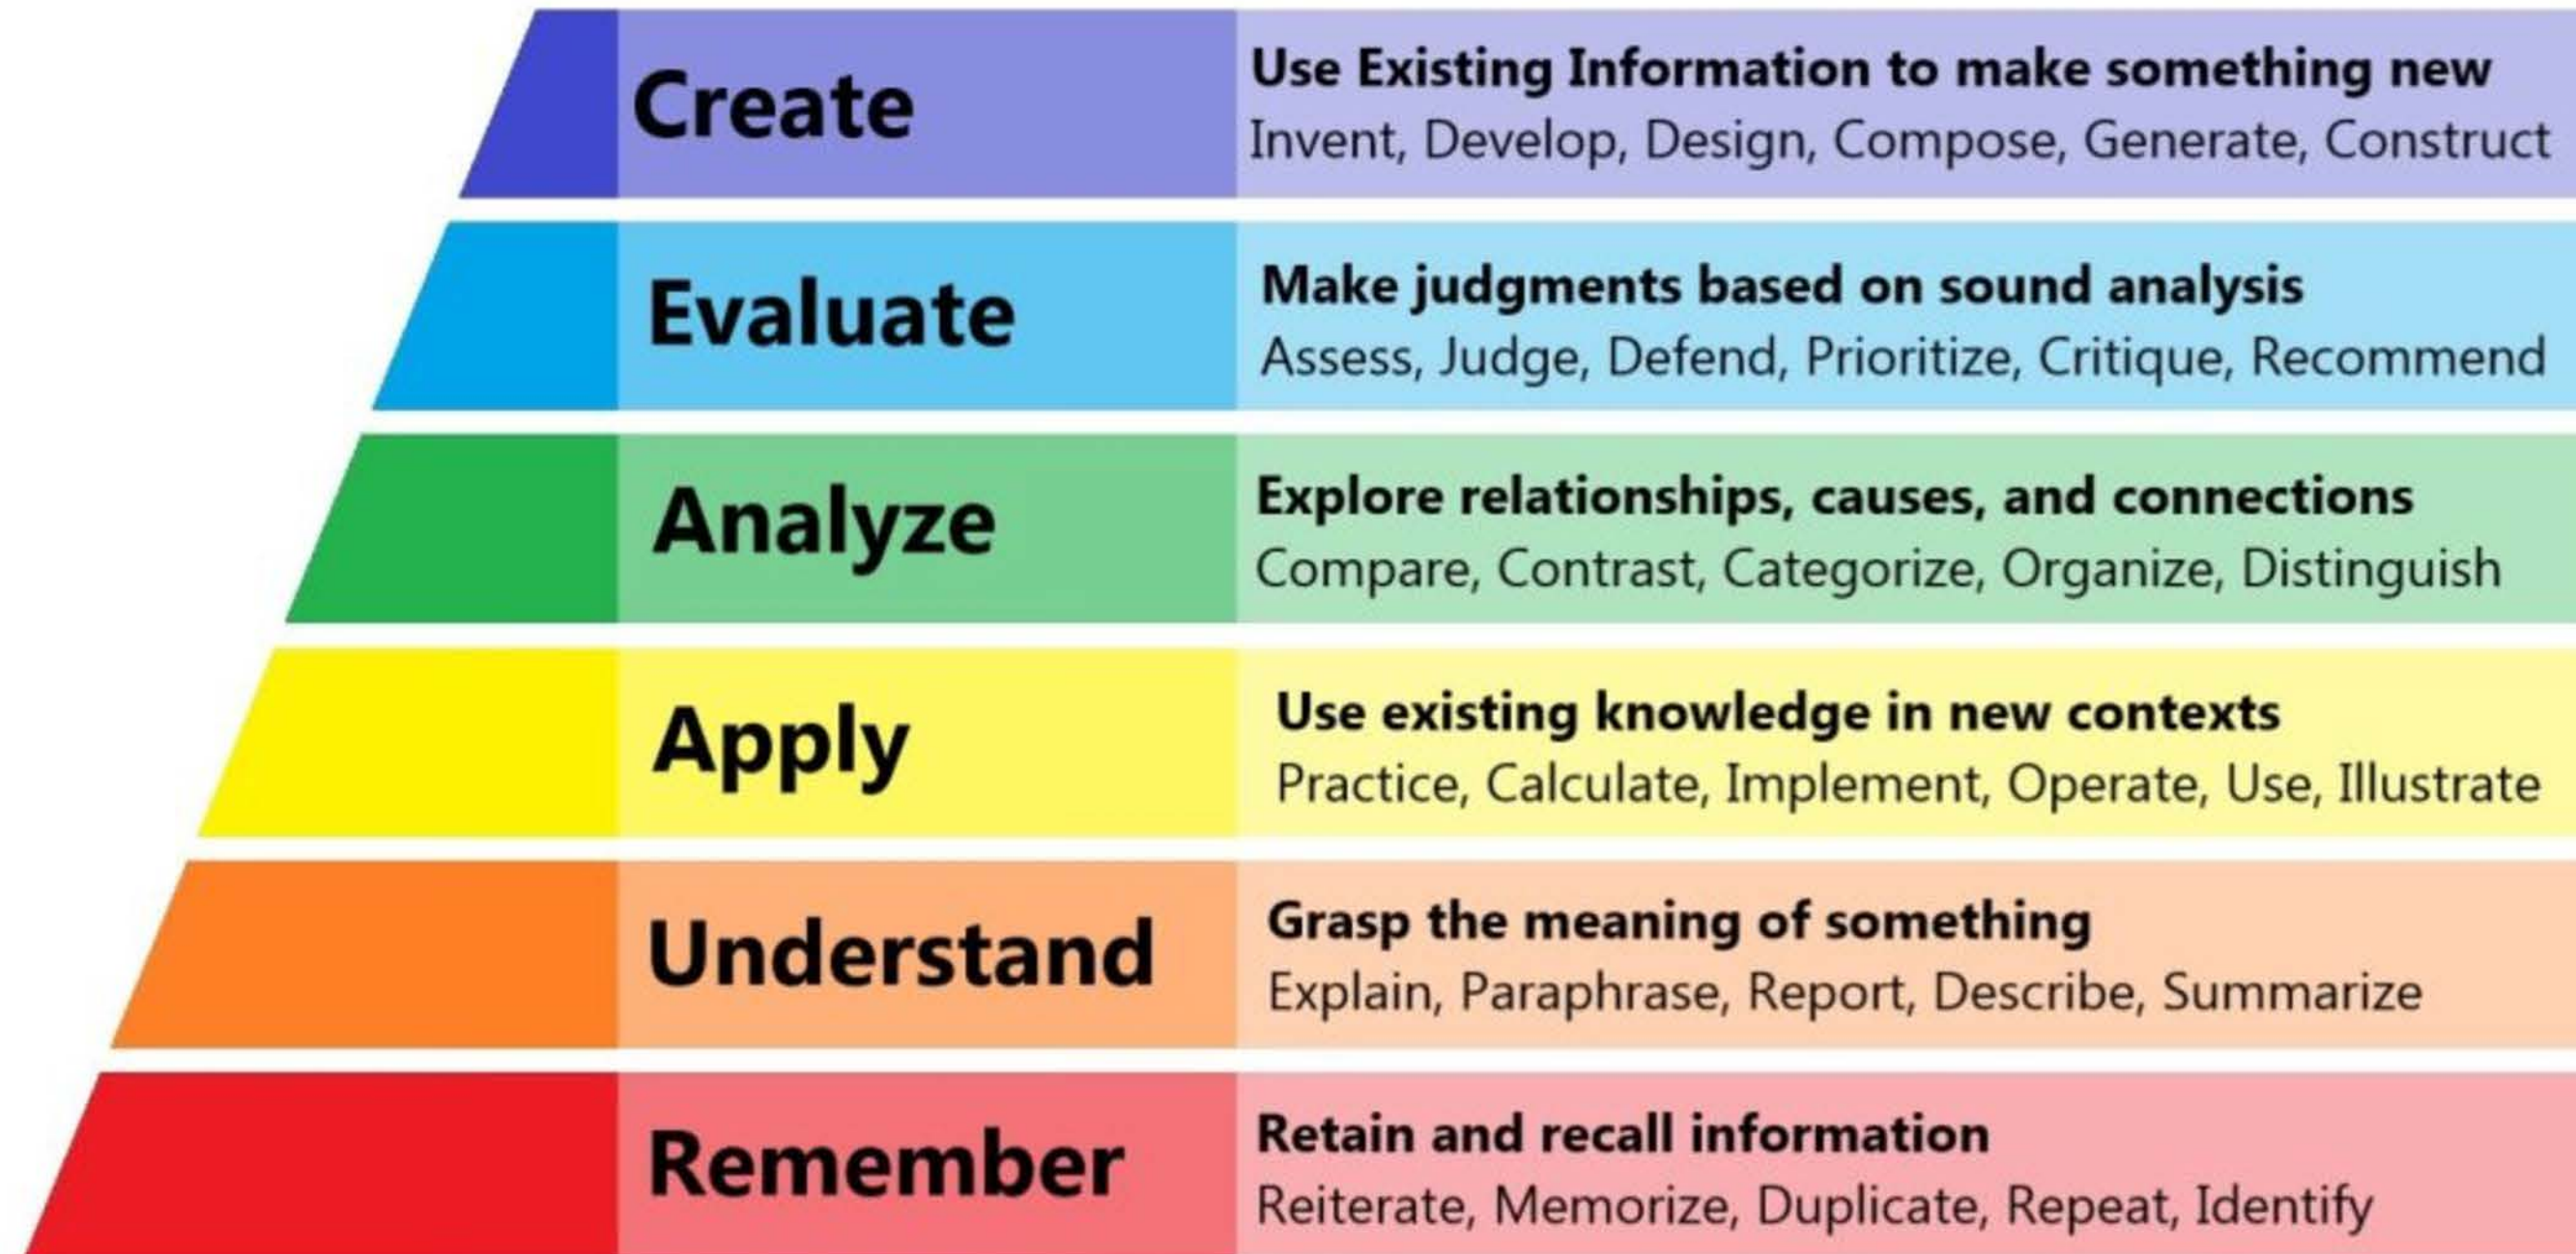 Create
Use Existing Information to make something new
Invent, Develop, Design, Compose, Generate, Construct
Evaluate
Make judgments based on sound analysis
Assess, Judge, Defend, Prioritize, Critique, Recommend
Analyze
Explore relationships, causes, and connections
Compare, Contrast, Categorize, Organize, Distinguish
Apply
Use existing knowledge in new contexts
Practice, Calculate, Implement, Operate, Use, Illustrate
Understand
Grasp the meaning of something
Explain, Paraphrase, Report, Describe, Summarize
Remember
Retain and recall information
Reiterate, Memorize, Duplicate, Repeat, Identify